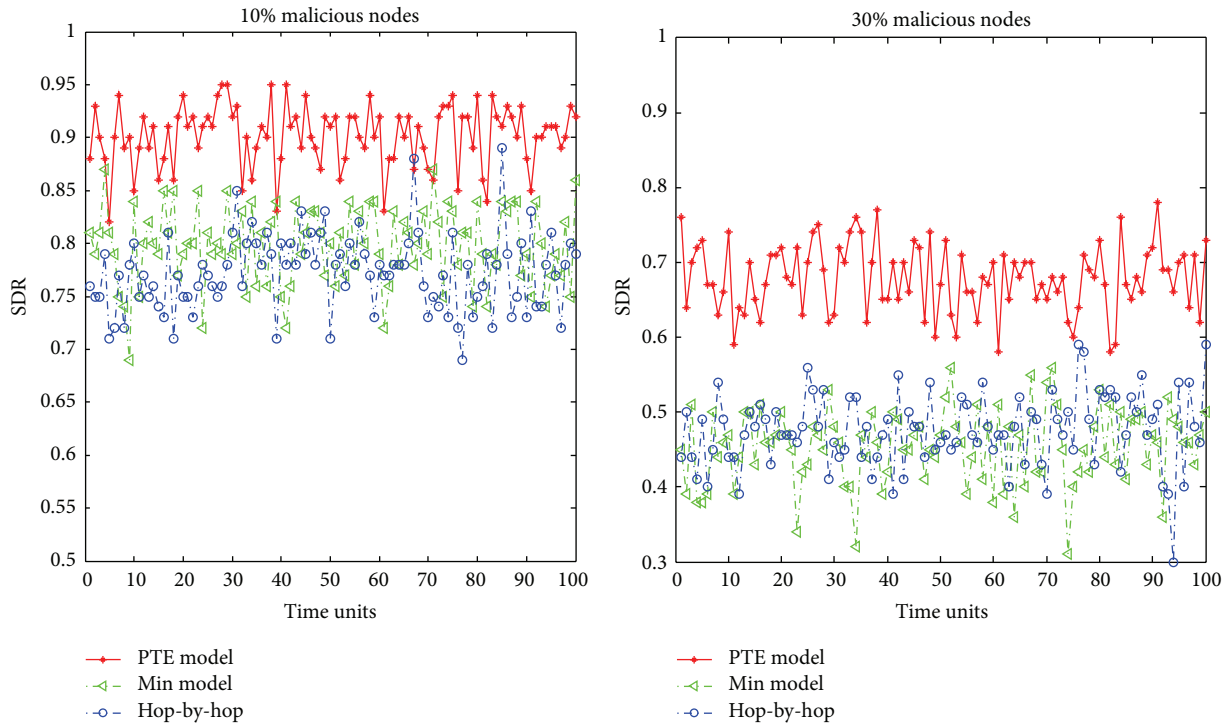 10% malicious nodes
1
0.95
0.9
0.85
0.8
0.75
0.7
0.65
0.6
0.55
0.5
SDR
0 10 20 30 40 50 60 70 80 90 100
Time units
PTE model
Min model
Hop-by-hop
30% malicious nodes
1
0.9
0.8
0.7
0.6
0.5
0.4
0.3
SDR
0 10 20 30 40 50 60 70 80 90 100
Time units
PTE model
Min model
Hop-by-hop